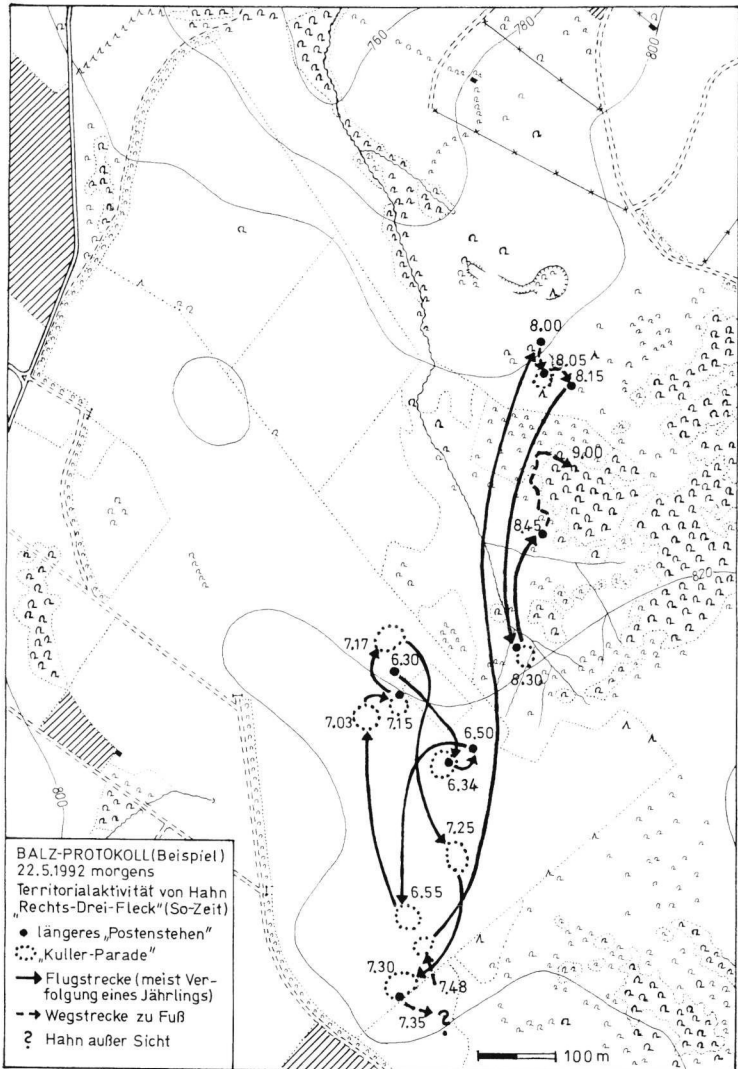 760
780
800
8.00
8.05
8.15
9.00
8.45
820
7.17
6.30
8.30
7.03
7.15
6.50
6.34
7.25
800
6.55
7.30
7.48
7.35
?
BALZ-PROTOKOLL (Beispiel)
22.5.1992 morgens
Territorialaktivität von Hahn
„Rechts-Drei-Fleck" (So-Zeit)
längeres „Postenstehen"
„Kuller-Parade"
Flugstrecke (meist Ver-
folgung eines Jährlings)
Wegstrecke zu Fuß
? Hahn außer Sicht
100 m